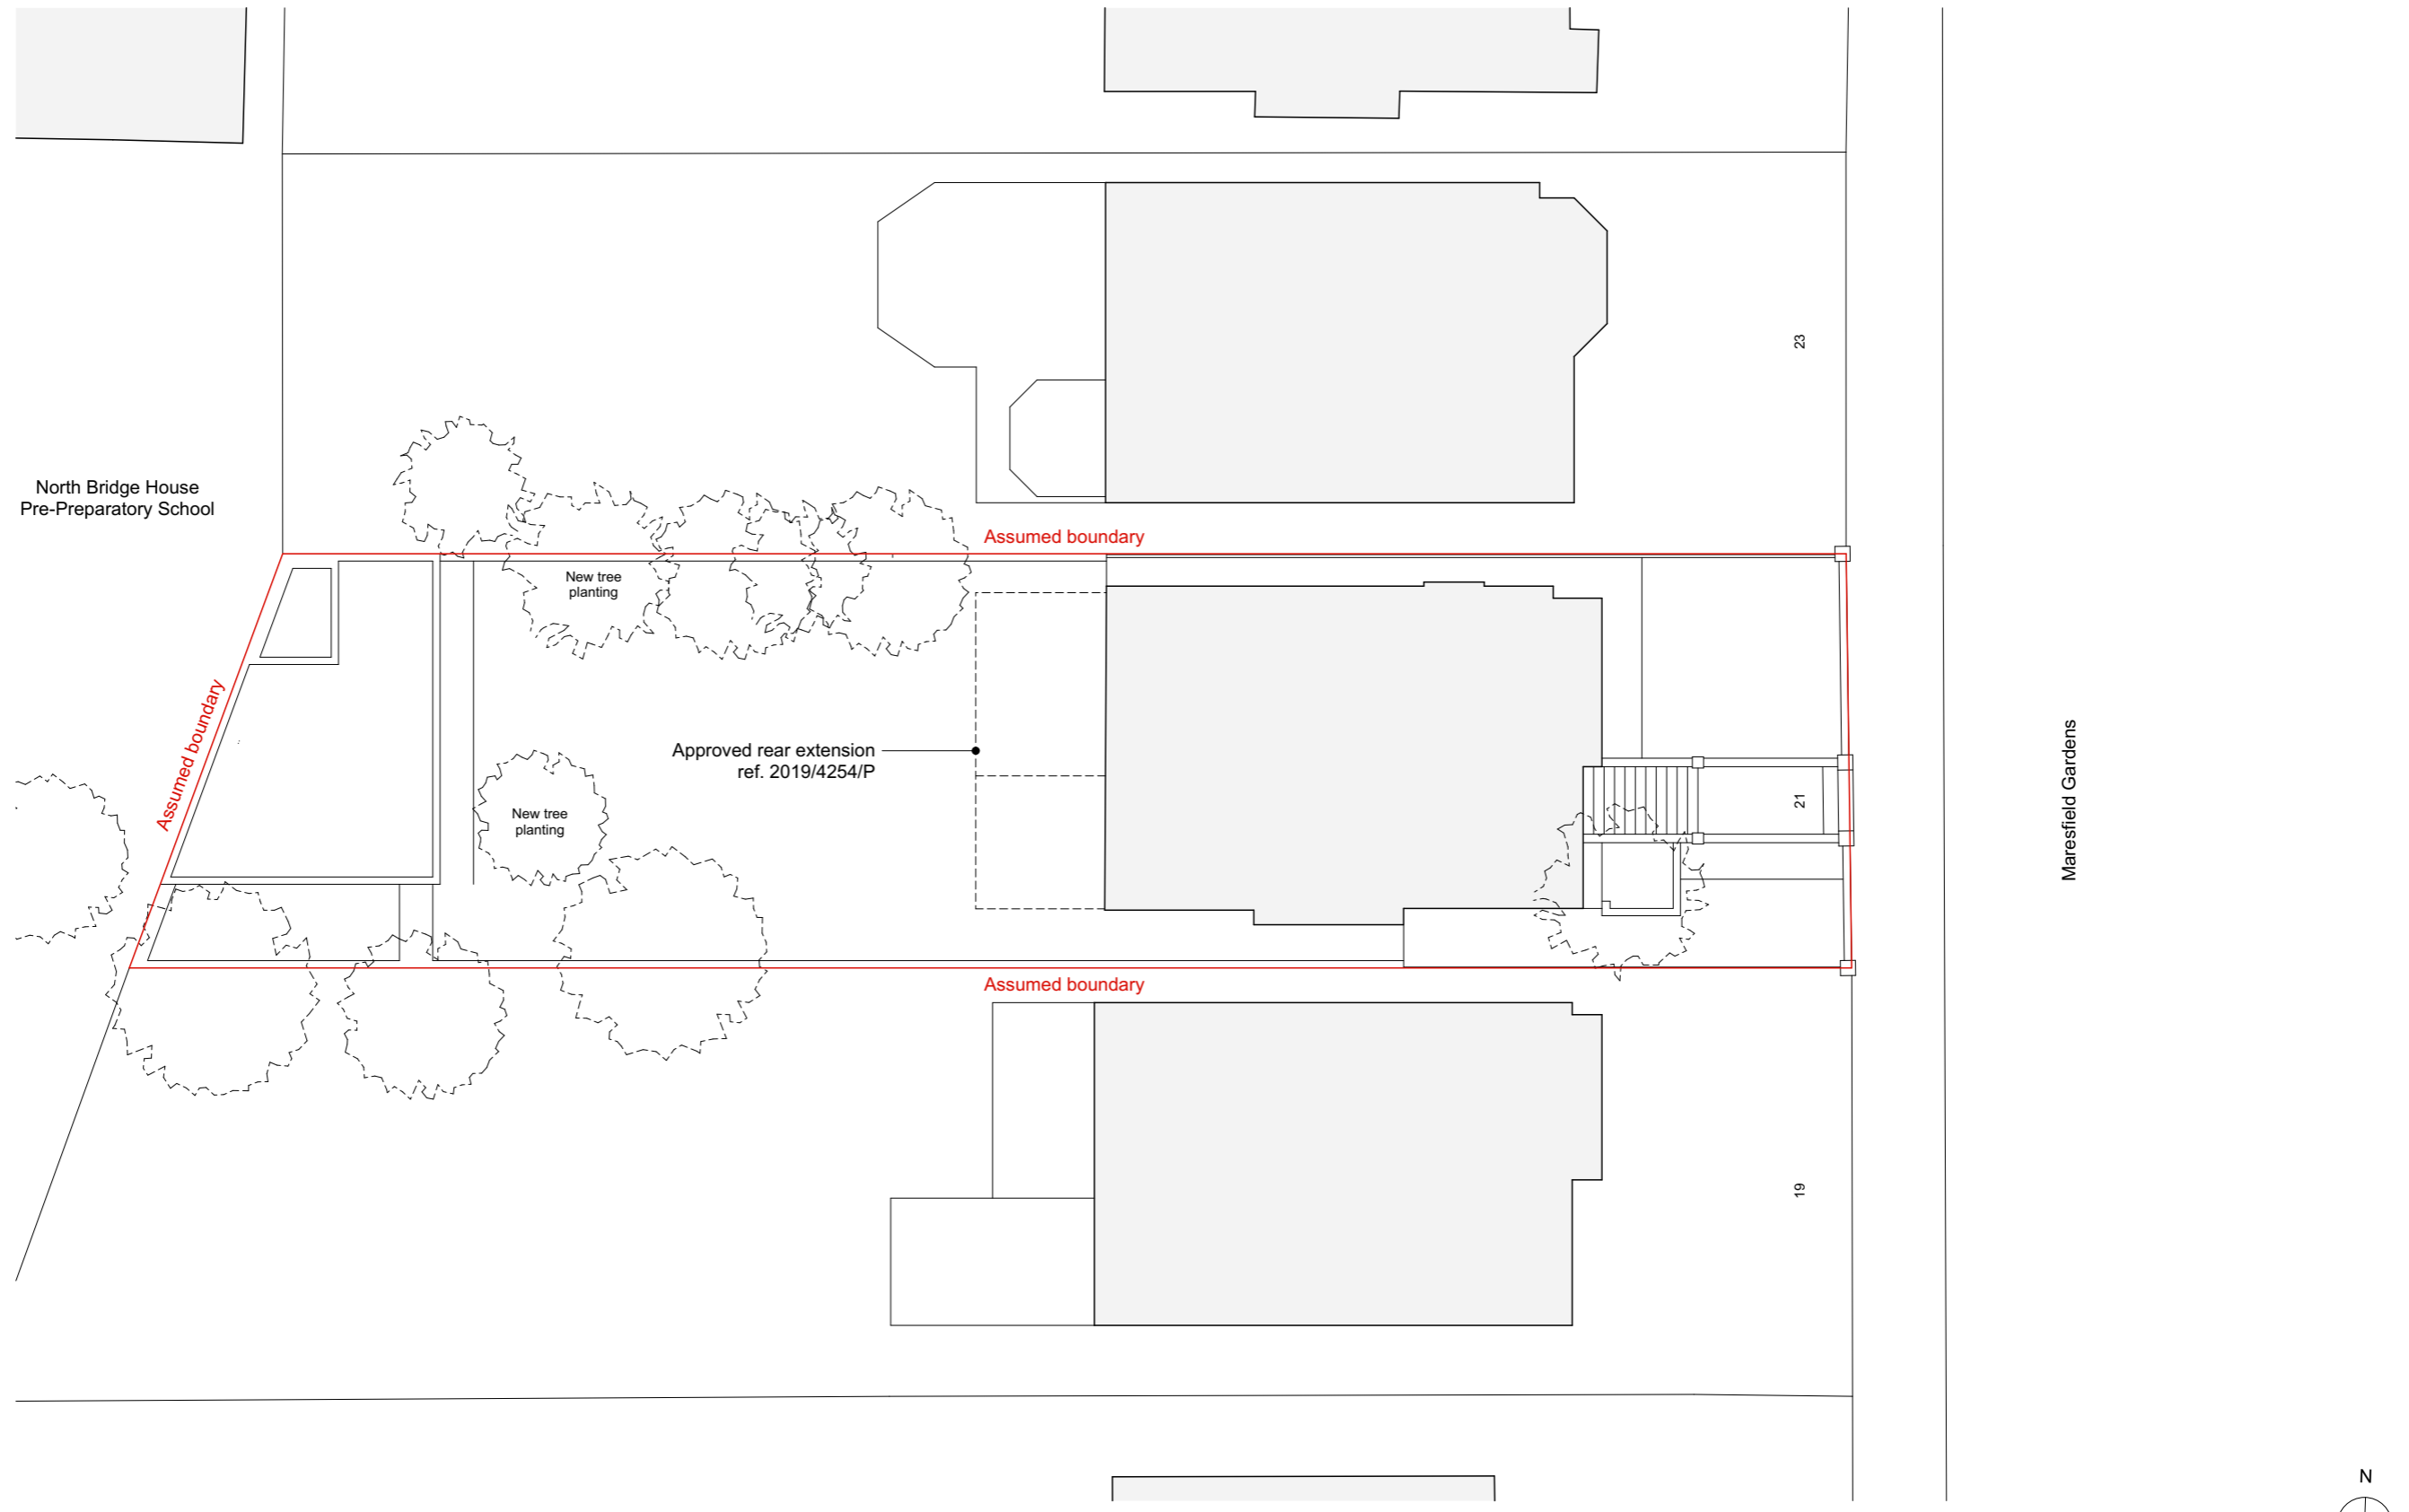 23
North Bridge House
Pre-Preparatory School
Assumed boundary
New tree
planting
Assumed boundary
Approved rear extension
ref. 2019/4254/P
New tree
planting
21
Maresfield Gardens
Assumed boundary
19
N